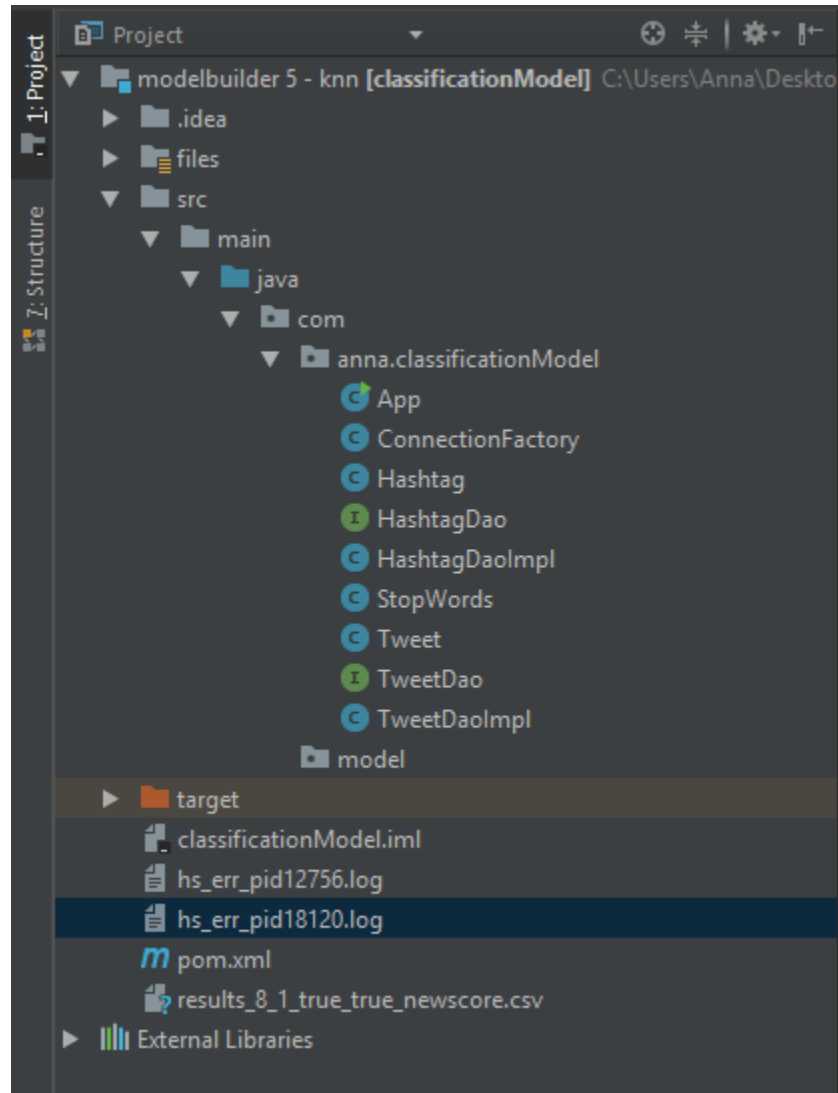 Project
1: Project
7: Structure
modelbuilder 5 - knn [classificationModel] C:\Users\Anna\Deskto
.idea
files
src
main
java
com
anna.classificationModel
C App
C ConnectionFactory
C Hashtag
I HashtagDao
C HashtagDaoImpl
C StopWords
C Tweet
I TweetDao
C TweetDaoImpl
model
target
classificationModel.iml
hs_err_pid12756.log
hs_err_pid18120.log
m pom.xml
results_8_1_true_true_newscore.csv
External Libraries